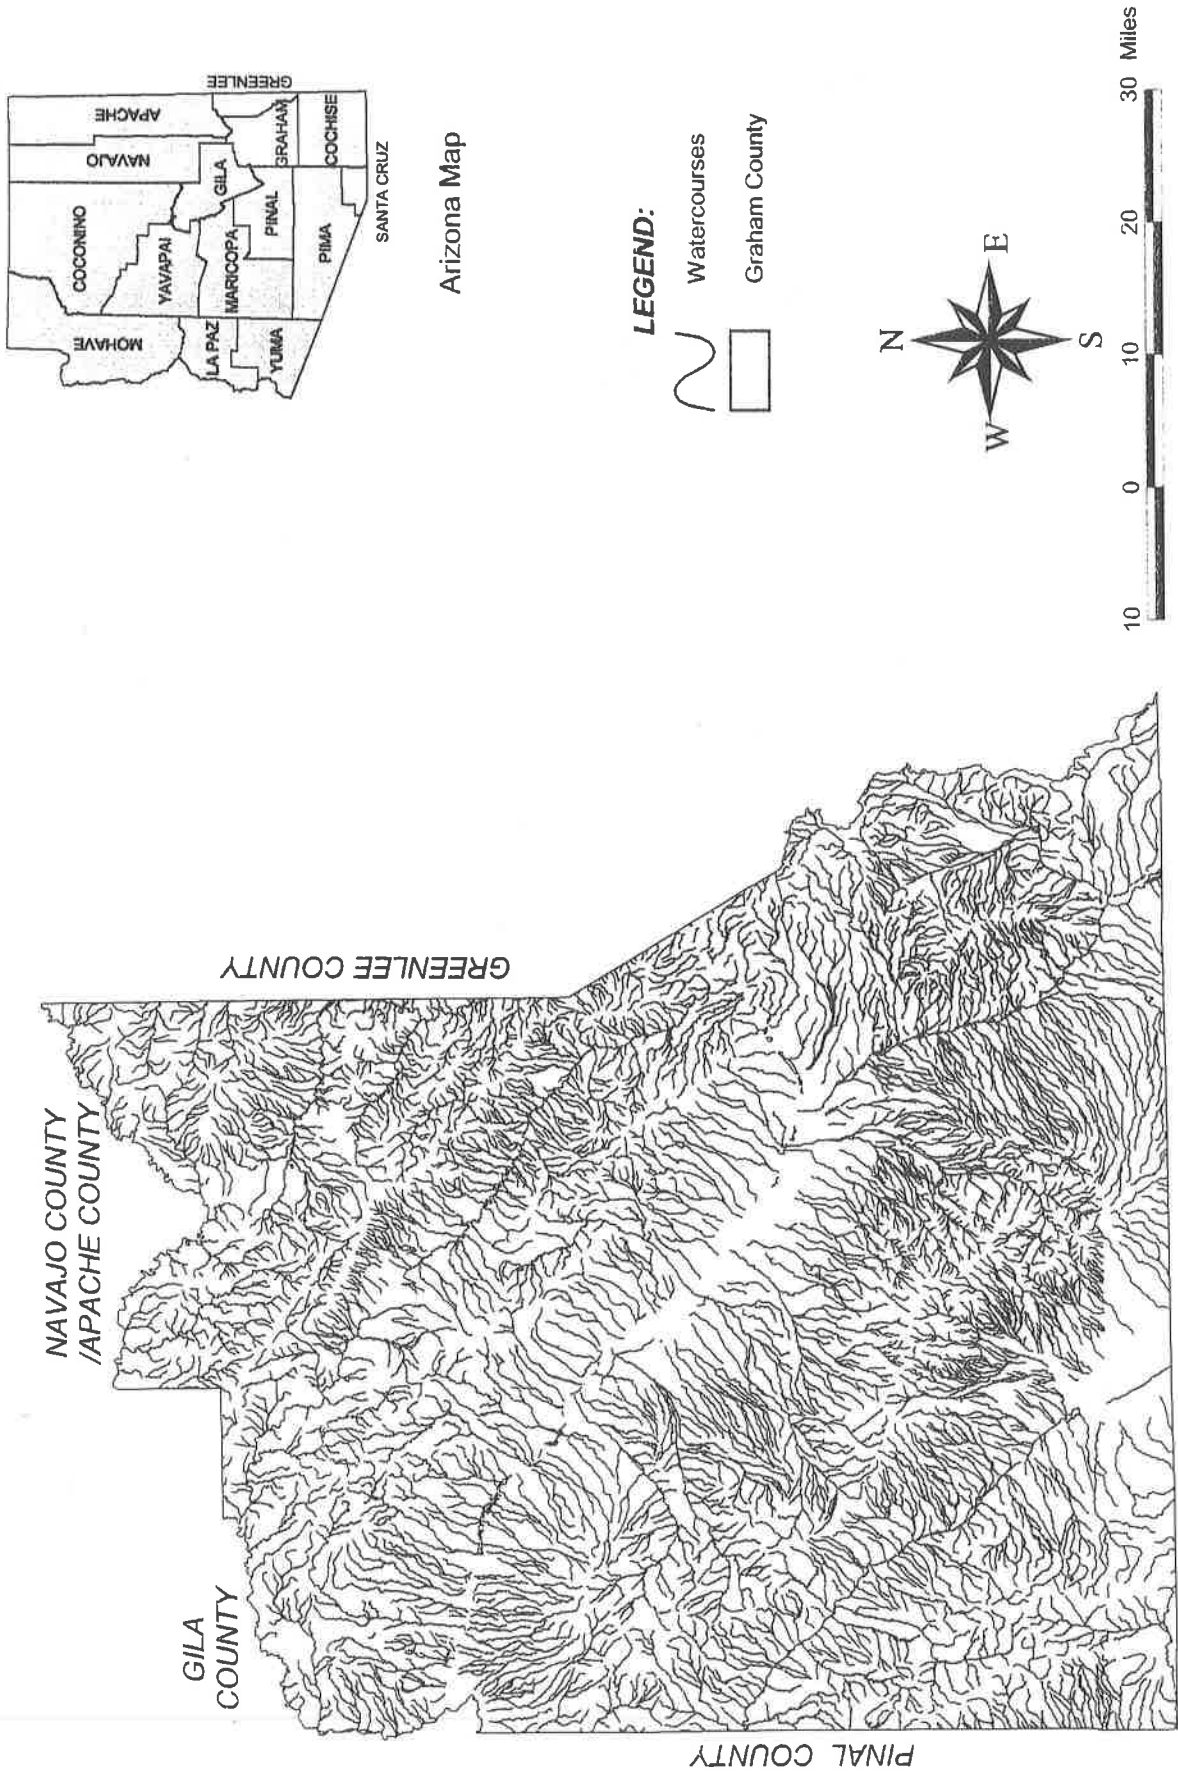 NAVAJO COUNTY
/APACHE COUNTY
GILA
COUNTY
GREENLEE COUNTY
PINAL COUNTY
MOHAVE
COCONINO
NAVAJO
APACHE
YAVAPAI
GILA
LA PAZ
MARICOPA
GRAHAM
GREENLEE
YUMA
PINAL
PIMA
COCHISE
SANTA CRUZ
Arizona Map
LEGEND:
Watercourses
Graham County
N
W
E
S
10 0 10 20 30 Miles